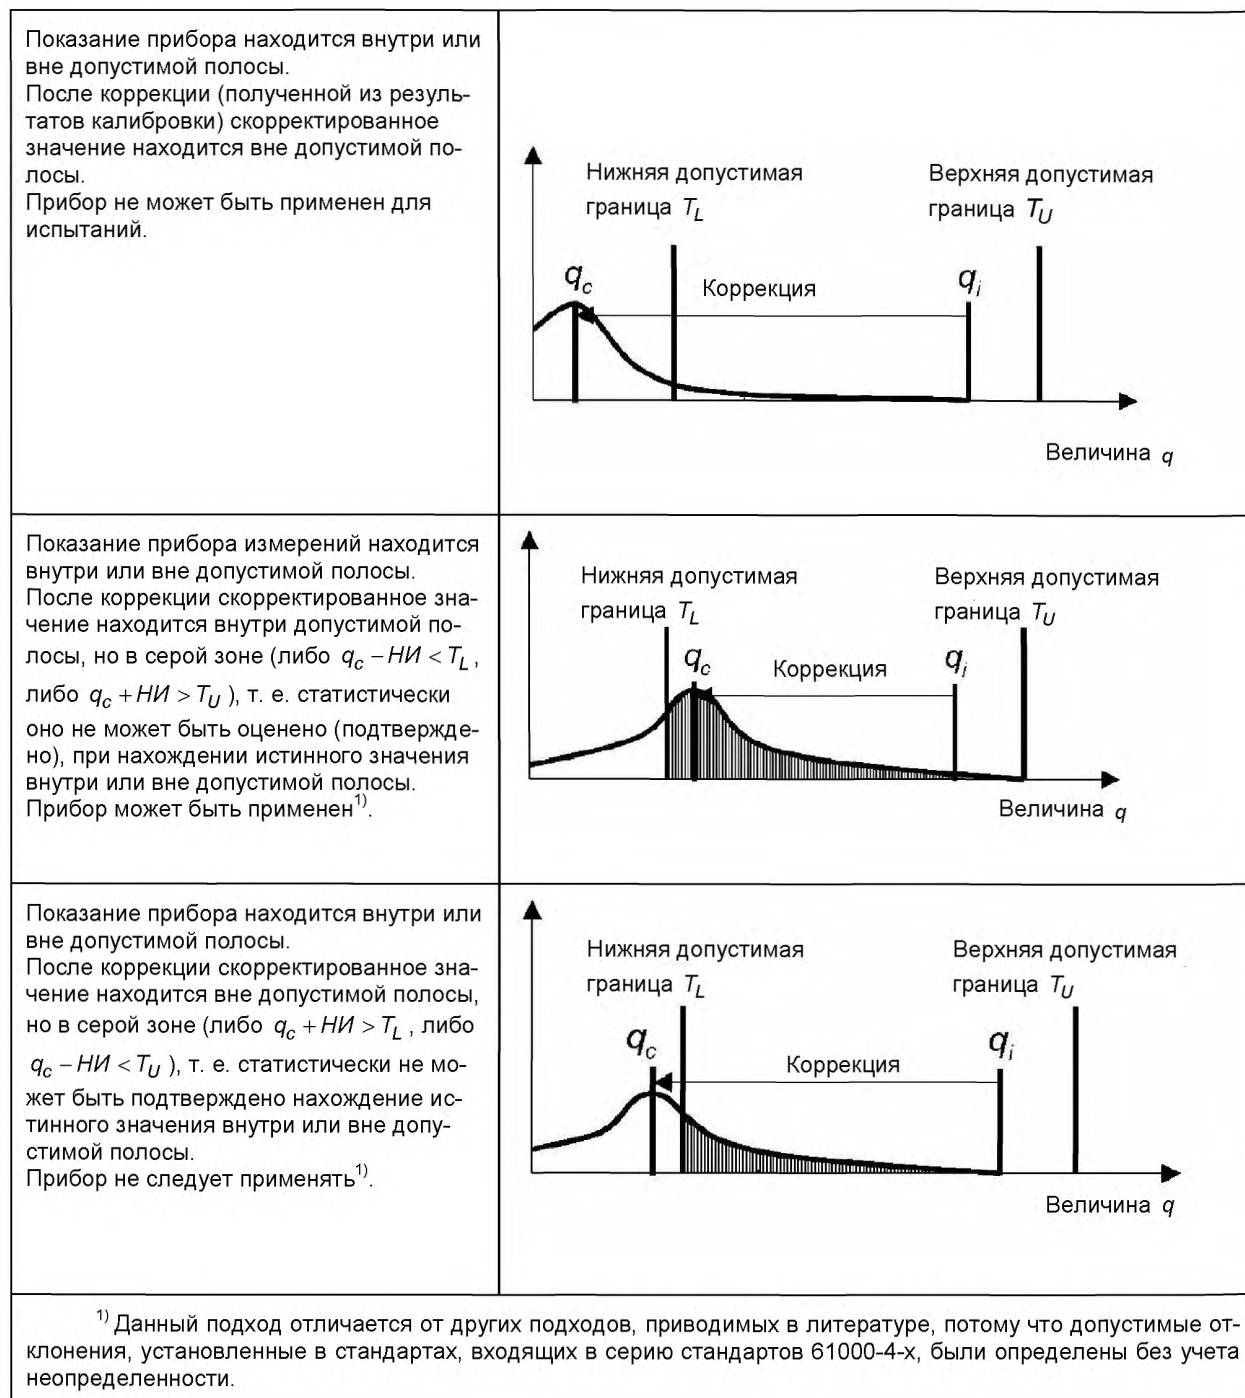 Показание прибора находится внутри или
вне допустимой полосы.
После коррекции (полученной из резуль-
татов калибровки) скорректированное
значение находится вне допустимой по-
лосы.
Прибор не может быть применен для
испытаний.
Нижняя допустимая
граница T_L
Верхняя допустимая
граница T_U
q_c
Коррекция
q_i
Величина q
Показание прибора измерений находится
внутри или вне допустимой полосы.
После коррекции скорректированное зна-
чение находится внутри допустимой по-
лосы, но в серой зоне (либо q_c – НИ < T_L,
либо q_c + НИ > T_U), т. е. статистически
оно не может быть оценено (подтвержде-
но), при нахождении истинного значения
внутри или вне допустимой полосы.
Прибор может быть применен¹⁾.
Нижняя допустимая
граница T_L
Верхняя допустимая
граница T_U
q_c
Коррекция
q_i
Величина q
Показание прибора находится внутри или
вне допустимой полосы.
После коррекции скорректированное зна-
чение находится вне допустимой полосы,
но в серой зоне (либо q_c + НИ > T_L, либо
q_c – НИ < T_U), т. е. статистически не мо-
жет быть подтверждено нахождение ис-
тинного значения внутри или вне допу-
стимой полосы.
Прибор не следует применять¹⁾.
Нижняя допустимая
граница T_L
Верхняя допустимая
граница T_U
q_c
Коррекция
q_i
Величина q
¹⁾ Данный подход отличается от других подходов, приводимых в литературе, потому что допустимые от-
клонения, установленные в стандартах, входящих в серию стандартов 61000-4-х, были определены без учета
неопределенности.